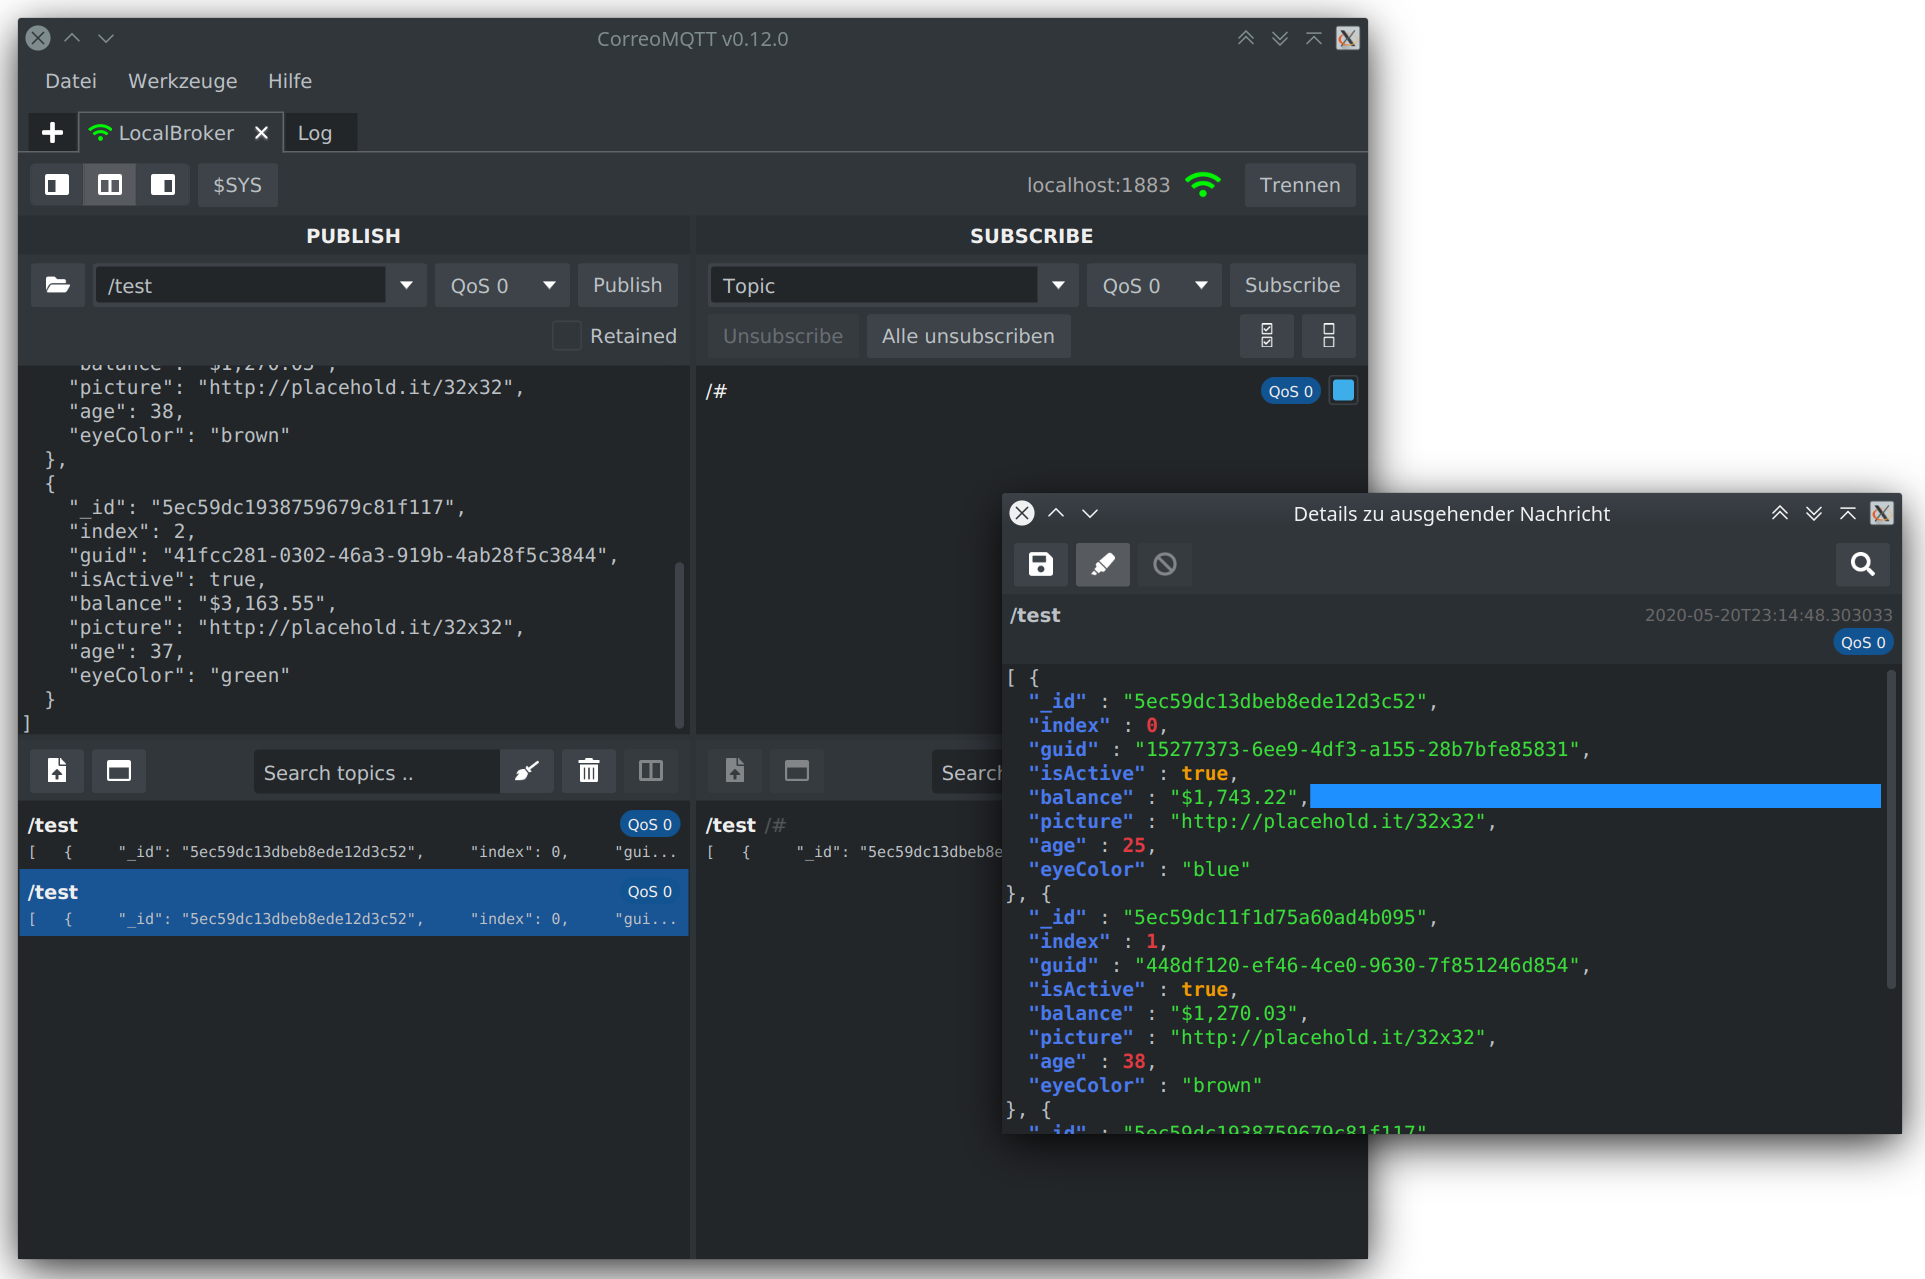 CorreoMQTT v0.12.0
Datei Werkzeuge Hilfe
LocalBroker Log
$SYS localhost:1883 Trennen
PUBLISH
/test QoS 0 Publish
Retained
"balance": "$1,270.03",
"picture": "http://placehold.it/32x32",
"age": 38,
"eyeColor": "brown"
},
{
"_id": "5ec59dc1938759679c81f117",
"index": 2,
"guid": "41fcc281-0302-46a3-919b-4ab28f5c3844",
"isActive": true,
"balance": "$3,163.55",
"picture": "http://placehold.it/32x32",
"age": 37,
"eyeColor": "green"
}
]
Search topics ..
/test QoS 0
[ { "_id": "5ec59dc13dbeb8ede12d3c52", "index": 0, "gui...
/test QoS 0
[ { "_id": "5ec59dc13dbeb8ede12d3c52", "index": 0, "gui...
SUBSCRIBE
Topic QoS 0 Subscribe
Unsubscribe Alle unsubscriben
/# QoS 0
Search
/test /#
[ { "_id": "5ec59dc13dbeb8e
Details zu ausgehender Nachricht
/test 2020-05-20T23:14:48.303033
QoS 0
[ {
"_id" : "5ec59dc13dbeb8ede12d3c52",
"index" : 0,
"guid" : "15277373-6ee9-4df3-a155-28b7bfe85831",
"isActive" : true,
"balance" : "$1,743.22",
"picture" : "http://placehold.it/32x32",
"age" : 25,
"eyeColor" : "blue"
}, {
"_id" : "5ec59dc11f1d75a60ad4b095",
"index" : 1,
"guid" : "448df120-ef46-4ce0-9630-7f851246d854",
"isActive" : true,
"balance" : "$1,270.03",
"picture" : "http://placehold.it/32x32",
"age" : 38,
"eyeColor" : "brown"
}, {
"_id" : "5ec59dc1938759679c81f117"